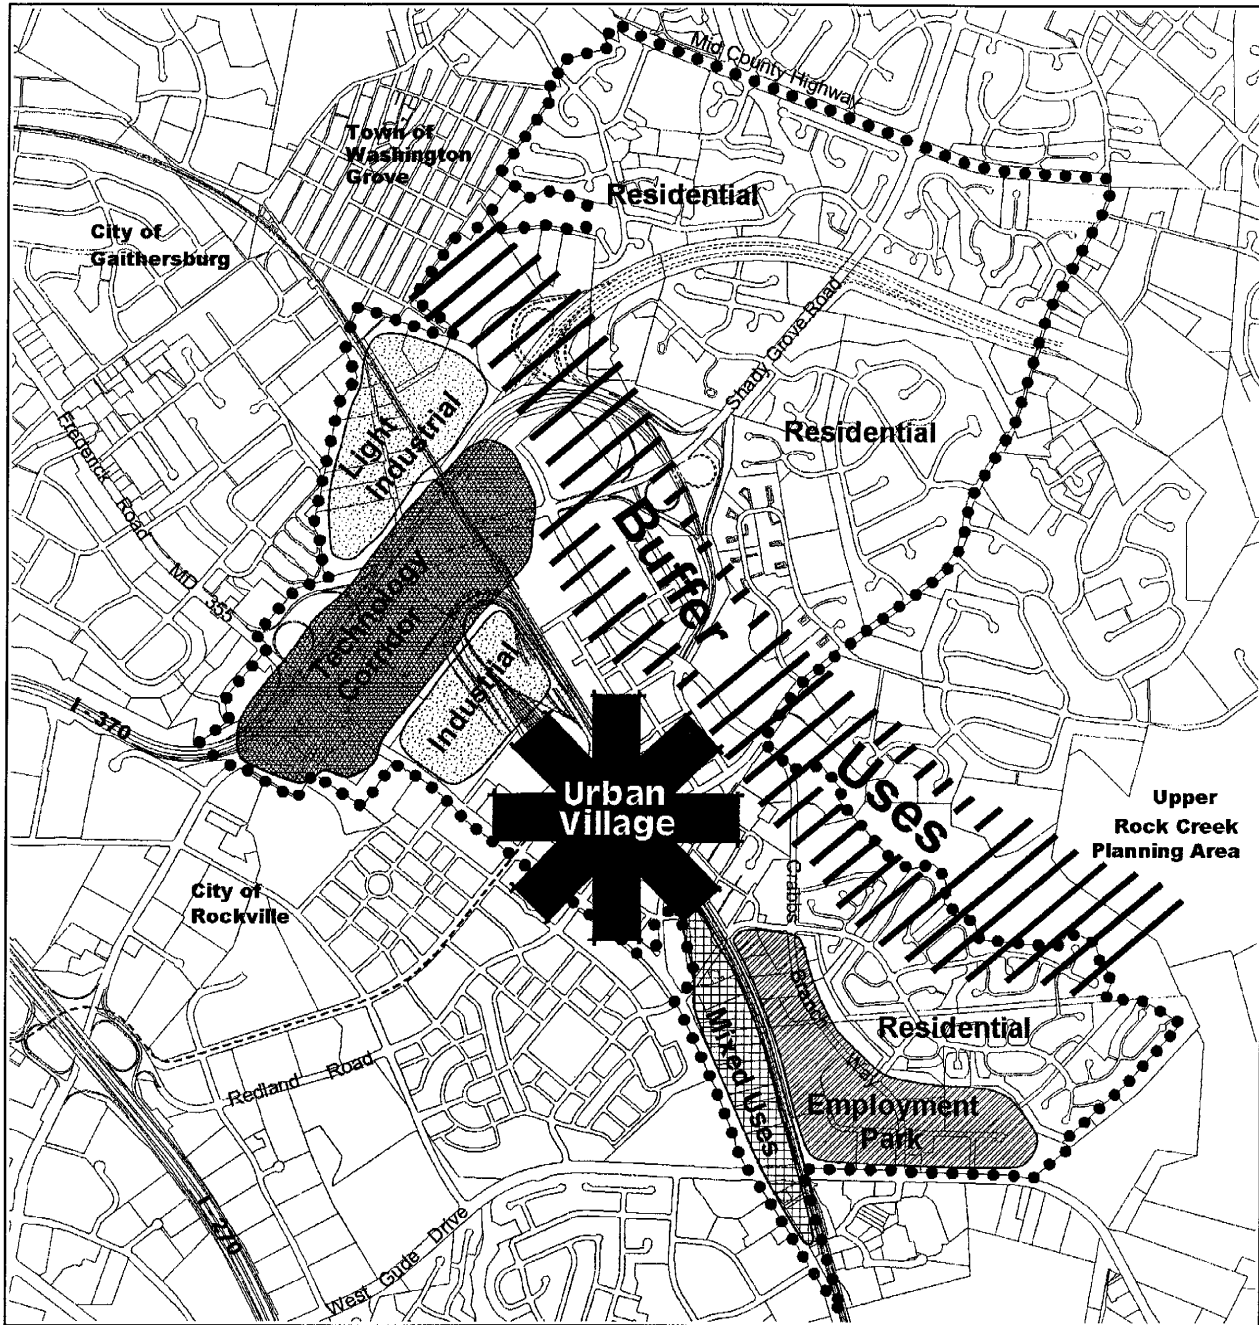 Mid County Highway
Town of
Washington
Grove
Residential
City of
Gaithersburg
Shady Grove Road
Light
Industrial
Residential
Frederick Road MD 355
Buffer
Technology
Corridor
Industrial
I - 370
Uses
Urban
Village
Upper
Rock Creek
Planning Area
City of
Rockville
Crabbs
Branch Way
Mixed Uses
Residential
Redland Road
Employment
Park
I - 270
West Gude Drive